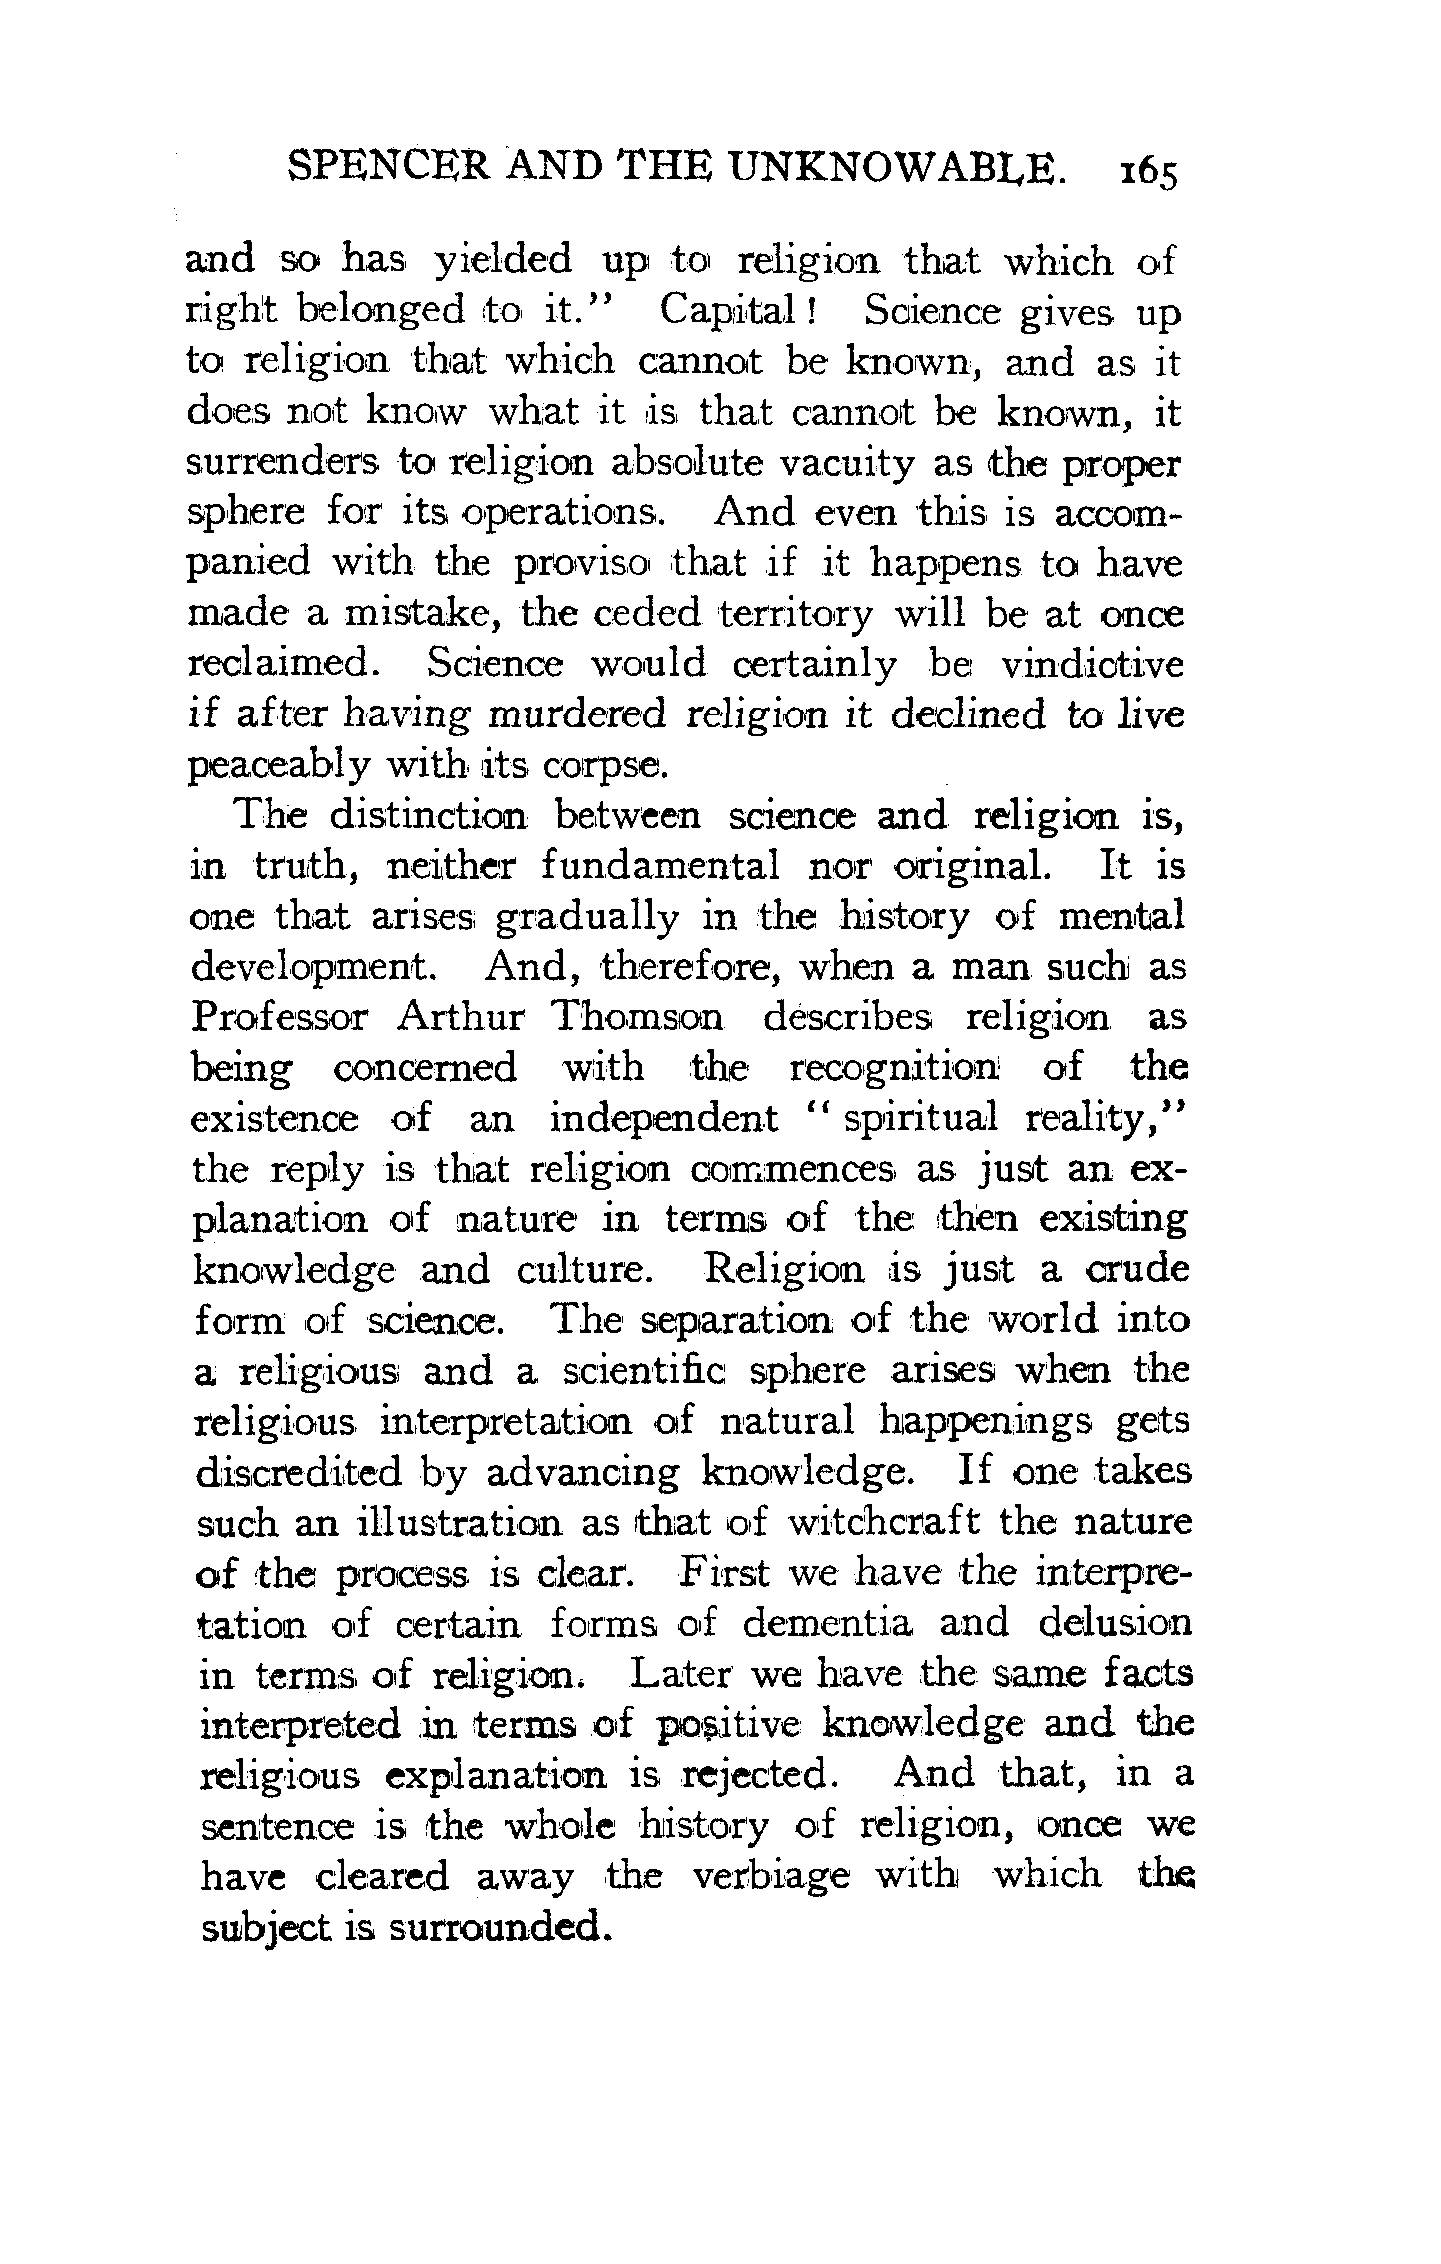 SPENCER AND THE UNKNOWABLE. 165
and so has yielded up to religion that which of
right belonged to it." Capital! Science gives up
to religion that which cannot be known, and as it
does not know what it is that cannot be known, it
surrenders to religion absolute vacuity as the proper
sphere for its operations. And even this is accom-
panied with the proviso that if it happens to have
made a mistake, the ceded territory will be at once
reclaimed. Science would certainly be vindictive
if after having murdered religion it declined to live
peaceably with its corpse.
The distinction between science and religion is,
in truth, neither fundamental nor original. It is
one that arises gradually in the history of mental
development. And, therefore, when a man such as
Professor Arthur Thomson describes religion as
being concerned with the recognition of the
existence of an independent "spiritual reality,"
the reply is that religion commences as just an ex-
planation of nature in terms of the then existing
knowledge and culture. Religion is just a crude
form of science. The separation of the world into
a religious and a scientific sphere arises when the
religious interpretation of natural happenings gets
discredited by advancing knowledge. If one takes
such an illustration as that of witchcraft the nature
of the process is clear. First we have the interpre-
tation of certain forms of dementia and delusion
in terms of religion. Later we have the same facts
interpreted in terms of positive knowledge and the
religious explanation is rejected. And that, in a
sentence is the whole history of religion, once we
have cleared away the verbiage with which the
subject is surrounded.